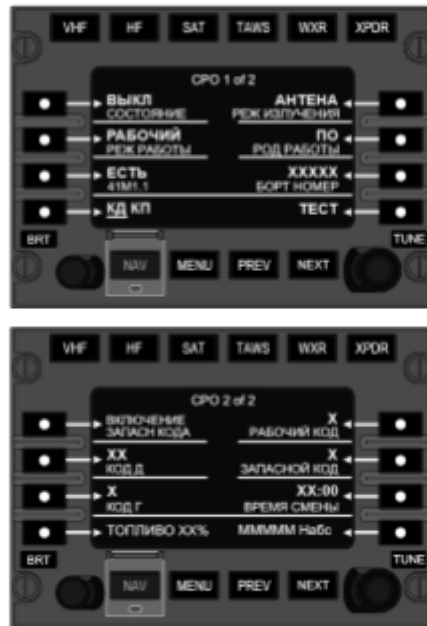 VHF HF SAT TAWS WXR XPDR
СРО 1 of 2
ВЫКЛ АНТЕНА
СОСТОЯНИЕ РЕЖ ИЗЛУЧЕНИЯ
РАБОЧИЙ ПО
РЕЖ РАБОТЫ РОД РАБОТЫ
ЕСТЬ XXXXX
41М1.1 БОРТ НОМЕР
КД КП ТЕСТ
BRT TUNE
NAV MENU PREV NEXT
VHF HF SAT TAWS WXR XPDR
СРО 2 of 2
ВКЛЮЧЕНИЕ X
ЗАПАСН КОДА РАБОЧИЙ КОД
XX X
КОД Д ЗАПАСНОЙ КОД
X XX:00
КОД Г ВРЕМЯ СМЕНЫ
ТОПЛИВО XX% МММММ Набс
BRT TUNE
NAV MENU PREV NEXT